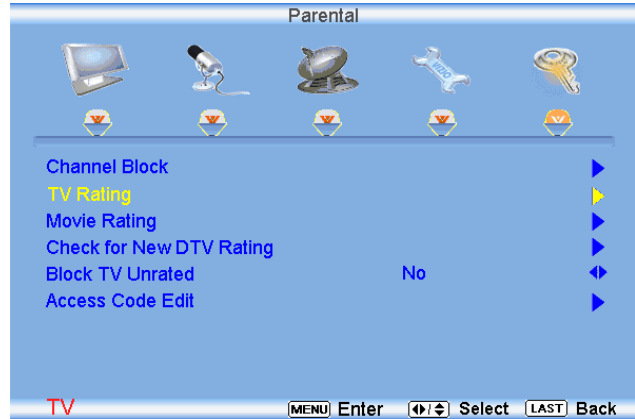 Parental
VIZIO
Channel Block
TV Rating
Movie Rating
Check for New DTV Rating
Block TV Unrated No
Access Code Edit
TV MENU Enter Select LAST Back